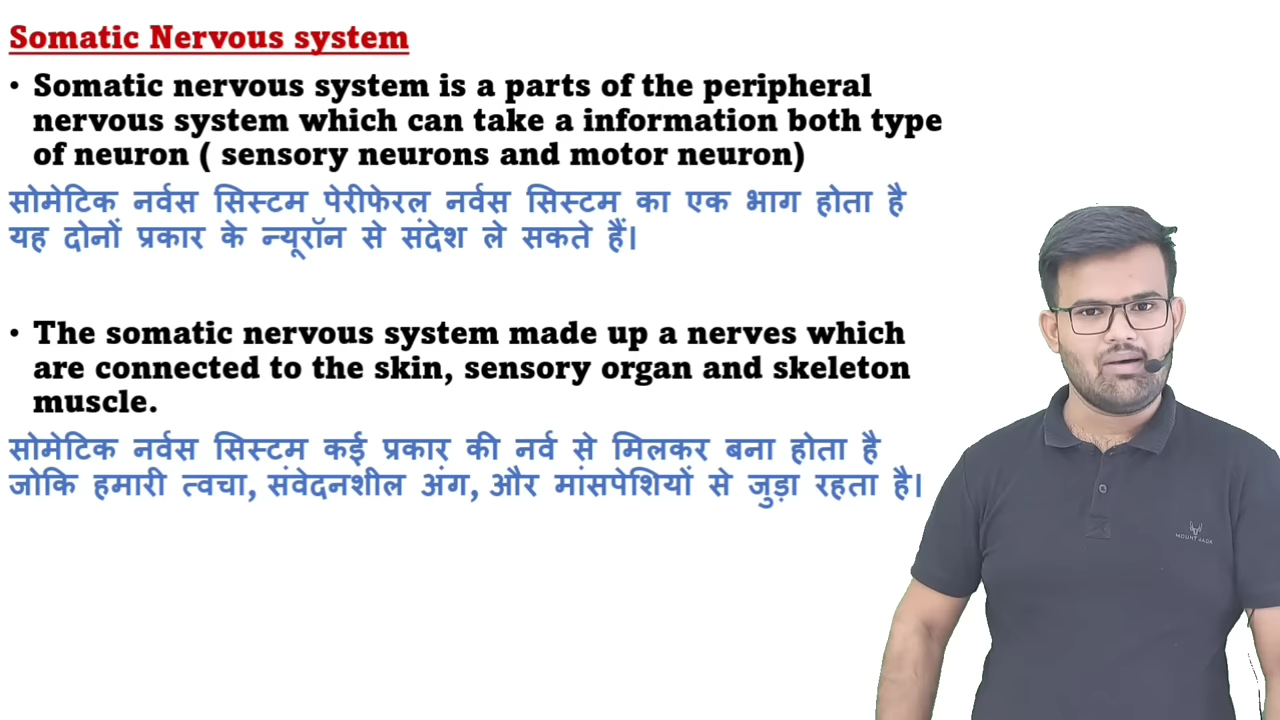 Somatic Nervous system
• Somatic nervous system is a parts of the peripheral
nervous system which can take a information both type
of neuron ( sensory neurons and motor neuron)
सोमेटिक नर्वस सिस्टम पेरीफेरल नर्वस सिस्टम का एक भाग होता है
यह दोनों प्रकार के न्यूरॉन से संदेश ले सकते हैं।
• The somatic nervous system made up a nerves which
are connected to the skin, sensory organ and skeleton
muscle.
सोमेटिक नर्वस सिस्टम कई प्रकार की नर्व से मिलकर बना होता है
जोकि हमारी त्वचा, संवेदनशील अंग, और मांसपेशियों से जुड़ा रहता है।